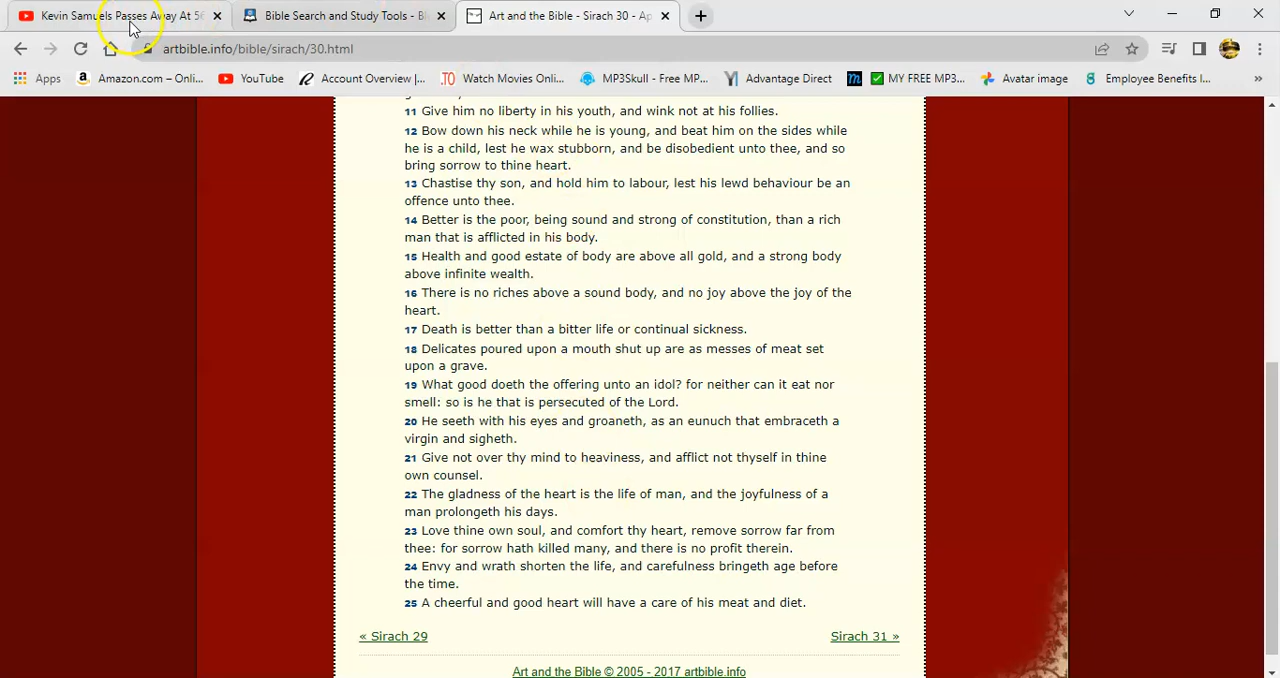 Kevin Samuels Passes Away At 56
Bible Search and Study Tools - Bl
Art and the Bible - Sirach 30 - Ap
artbible.info/bible/sirach/30.html
Apps
Amazon.com – Onli...
YouTube
Account Overview |...
Watch Movies Onli...
MP3Skull - Free MP...
Advantage Direct
MY FREE MP3...
Avatar image
Employee Benefits I...
»
11 Give him no liberty in his youth, and wink not at his follies.
12 Bow down his neck while he is young, and beat him on the sides while
he is a child, lest he wax stubborn, and be disobedient unto thee, and so
bring sorrow to thine heart.
13 Chastise thy son, and hold him to labour, lest his lewd behaviour be an
offence unto thee.
14 Better is the poor, being sound and strong of constitution, than a rich
man that is afflicted in his body.
15 Health and good estate of body are above all gold, and a strong body
above infinite wealth.
16 There is no riches above a sound body, and no joy above the joy of the
heart.
17 Death is better than a bitter life or continual sickness.
18 Delicates poured upon a mouth shut up are as messes of meat set
upon a grave.
19 What good doeth the offering unto an idol? for neither can it eat nor
smell: so is he that is persecuted of the Lord.
20 He seeth with his eyes and groaneth, as an eunuch that embraceth a
virgin and sigheth.
21 Give not over thy mind to heaviness, and afflict not thyself in thine
own counsel.
22 The gladness of the heart is the life of man, and the joyfulness of a
man prolongeth his days.
23 Love thine own soul, and comfort thy heart, remove sorrow far from
thee: for sorrow hath killed many, and there is no profit therein.
24 Envy and wrath shorten the life, and carefulness bringeth age before
the time.
25 A cheerful and good heart will have a care of his meat and diet.
« Sirach 29
Sirach 31 »
Art and the Bible © 2005 - 2017 artbible.info